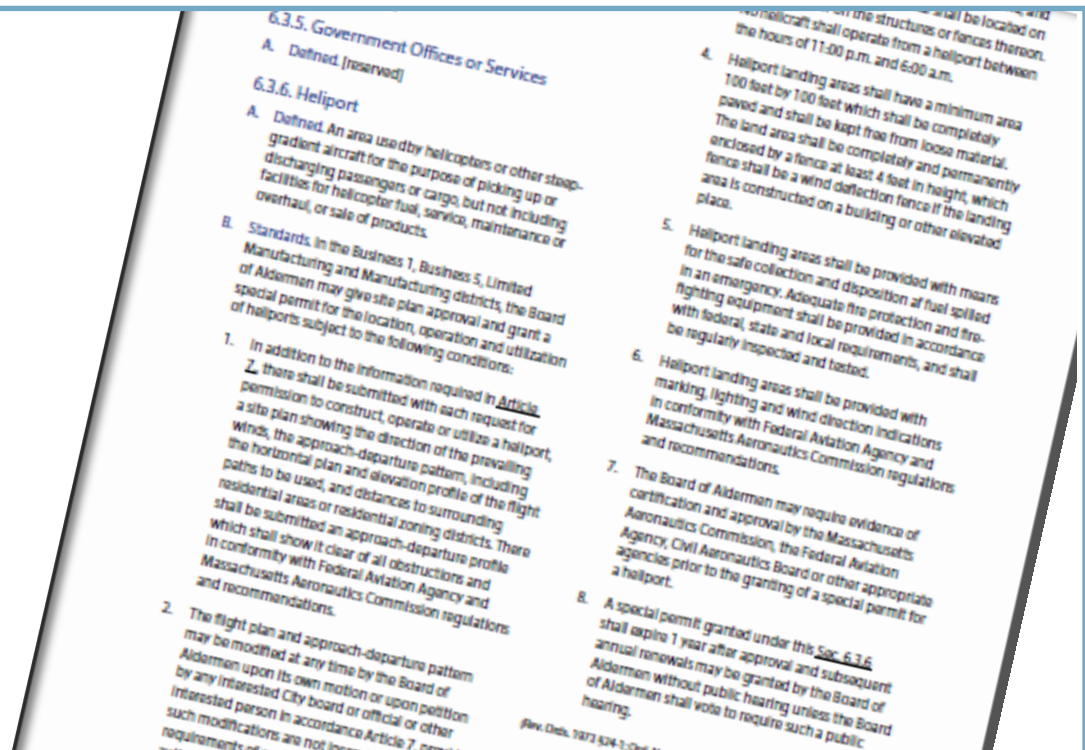 6.3.5. Government Offices or Services
A. Defined. [reserved]
6.3.6. Heliport
A. Defined. An area used by helicopters or other steep-
gradient aircraft for the purpose of picking up or
discharging passengers or cargo, but not including
facilities for helicopter fuel, service, maintenance or
overhaul, or sale of products.
B. Standards. In the Business 1, Business 5, Limited
Manufacturing and Manufacturing districts, the Board
of Aldermen may give site plan approval and grant a
special permit for the location, operation and utilization
of heliports subject to the following conditions:
1. In addition to the information required in Article
7, there shall be submitted with each request for
permission to construct, operate or utilize a heliport,
a site plan showing the direction of the prevailing
winds, the approach-departure pattern, including
the horizontal plan and elevation profile of the flight
paths to be used, and distances to surrounding
residential areas or residential zoning districts. There
shall be submitted an approach-departure profile
which shall show it clear of all obstructions and
in conformity with Federal Aviation Agency and
Massachusetts Aeronautics Commission regulations
and recommendations.
2. The flight plan and approach-departure pattern
may be modified at any time by the Board of
Aldermen upon its own motion or upon petition
by any interested City board or official or other
interested person in accordance Article 7,
such modifications are not
requirements of
shall be located on
on the structures or fences thereon.
No helicraft shall operate from a heliport between
the hours of 11:00 p.m. and 6:00 a.m.
4. Heliport landing areas shall have a minimum area
100 feet by 100 feet which shall be completely
paved and shall be kept free from loose material.
The land area shall be completely and permanently
enclosed by a fence at least 4 feet in height, which
fence shall be a wind deflection fence if the landing
area is constructed on a building or other elevated
place.
5. Heliport landing areas shall be provided with means
for the safe collection and disposition of fuel spilled
in an emergency. Adequate fire protection and fire-
fighting equipment shall be provided in accordance
with federal, state and local requirements, and shall
be regularly inspected and tested.
6. Heliport landing areas shall be provided with
marking, lighting and wind direction indications
in conformity with Federal Aviation Agency and
Massachusetts Aeronautics Commission regulations
and recommendations.
7. The Board of Aldermen may require evidence of
certification and approval by the Massachusetts
Aeronautics Commission, the Federal Aviation
Agency, Civil Aeronautics Board or other appropriate
agencies prior to the granting of a special permit for
a heliport.
8. A special permit granted under this Sec. 6.3.6
shall expire 1 year after approval and subsequent
annual renewals may be granted by the Board of
Aldermen without public hearing unless the Board
of Aldermen shall vote to require such a public
hearing.
(Rev. Ords. 1973 §24-1;